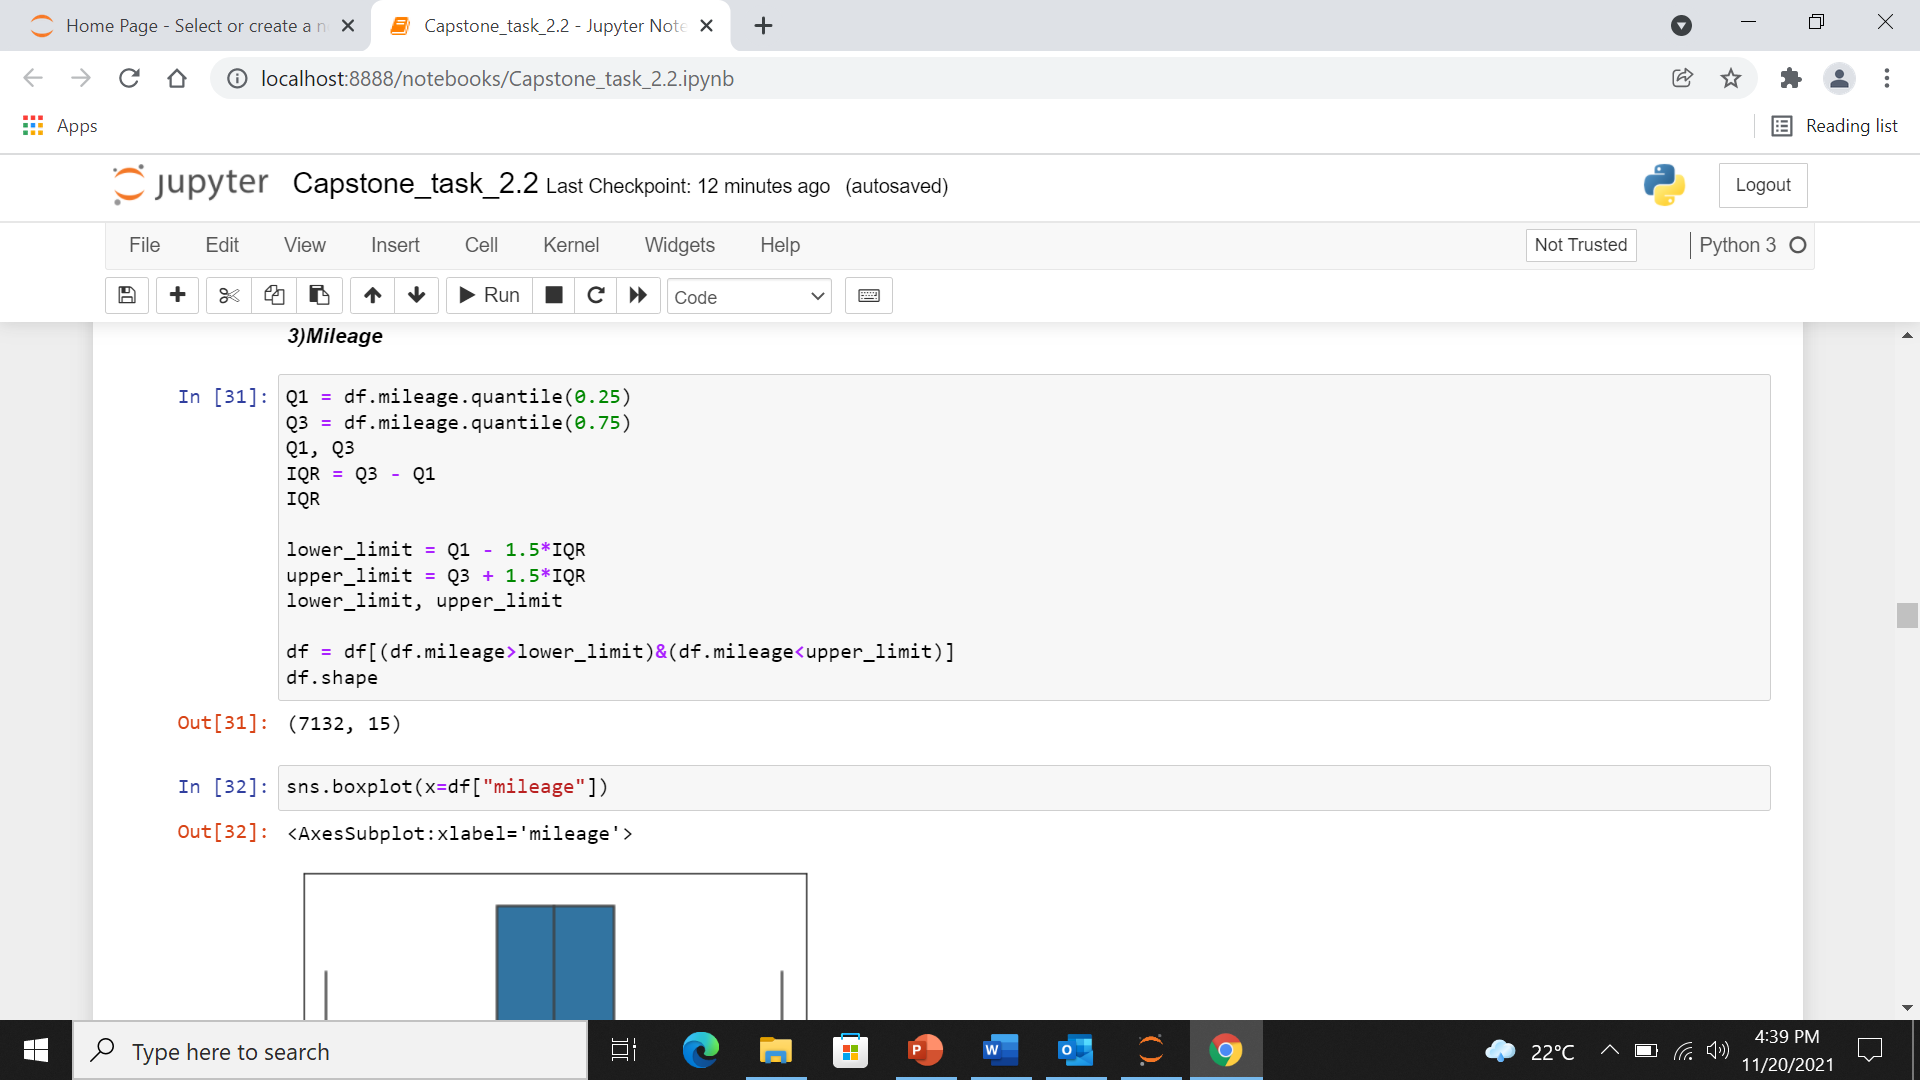 Home Page - Select or create a n
Capstone_task_2.2 - Jupyter Note
localhost:8888/notebooks/Capstone_task_2.2.ipynb
Apps
Reading list
jupyter Capstone_task_2.2 Last Checkpoint: 12 minutes ago (autosaved)
Logout
File Edit View Insert Cell Kernel Widgets Help
Not Trusted
Python 3
Run
Code
3)Mileage
In [31]: Q1 = df.mileage.quantile(0.25)
Q3 = df.mileage.quantile(0.75)
Q1, Q3
IQR = Q3 - Q1
IQR
lower_limit = Q1 - 1.5*IQR
upper_limit = Q3 + 1.5*IQR
lower_limit, upper_limit
df = df[(df.mileage>lower_limit)&(df.mileage<upper_limit)]
df.shape
Out[31]: (7132, 15)
In [32]: sns.boxplot(x=df["mileage"])
Out[32]: <AxesSubplot:xlabel='mileage'>
Type here to search
22°C
4:39 PM
11/20/2021